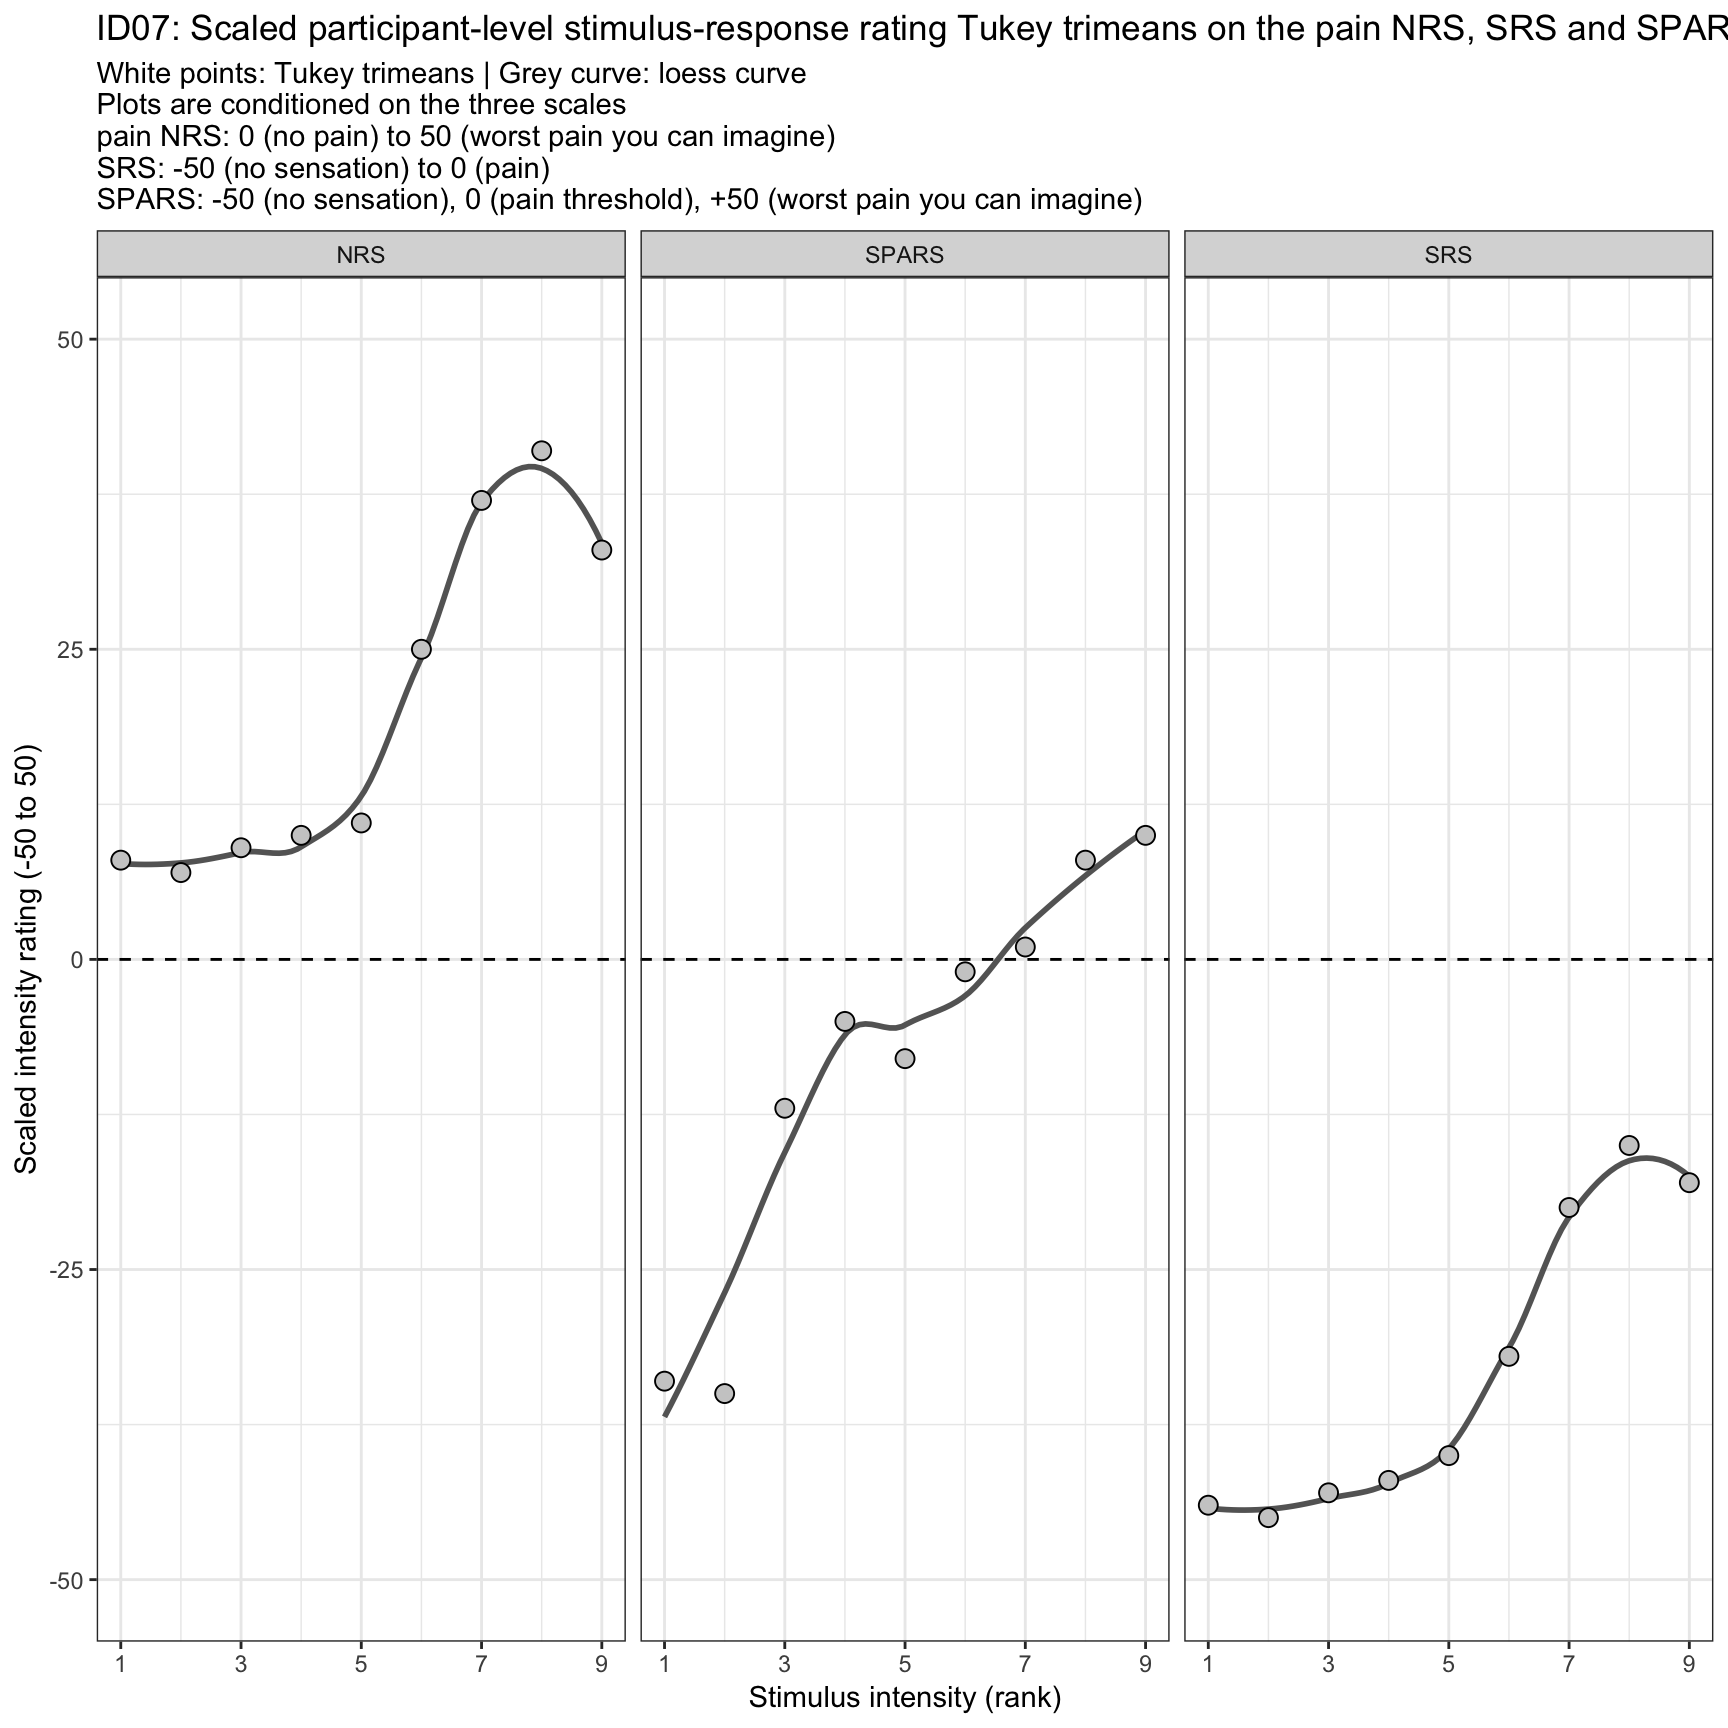 ID07: Scaled participant-level stimulus-response rating Tukey trimeans on the pain NRS, SRS and SPAR
White points: Tukey trimeans | Grey curve: loess curve
Plots are conditioned on the three scales
pain NRS: 0 (no pain) to 50 (worst pain you can imagine)
SRS: -50 (no sensation) to 0 (pain)
SPARS: -50 (no sensation), 0 (pain threshold), +50 (worst pain you can imagine)
NRS SPARS SRS
50
25
0
-25
-50
Scaled intensity rating (-50 to 50)
1 3 5 7 9 1 3 5 7 9 1 3 5 7 9
Stimulus intensity (rank)